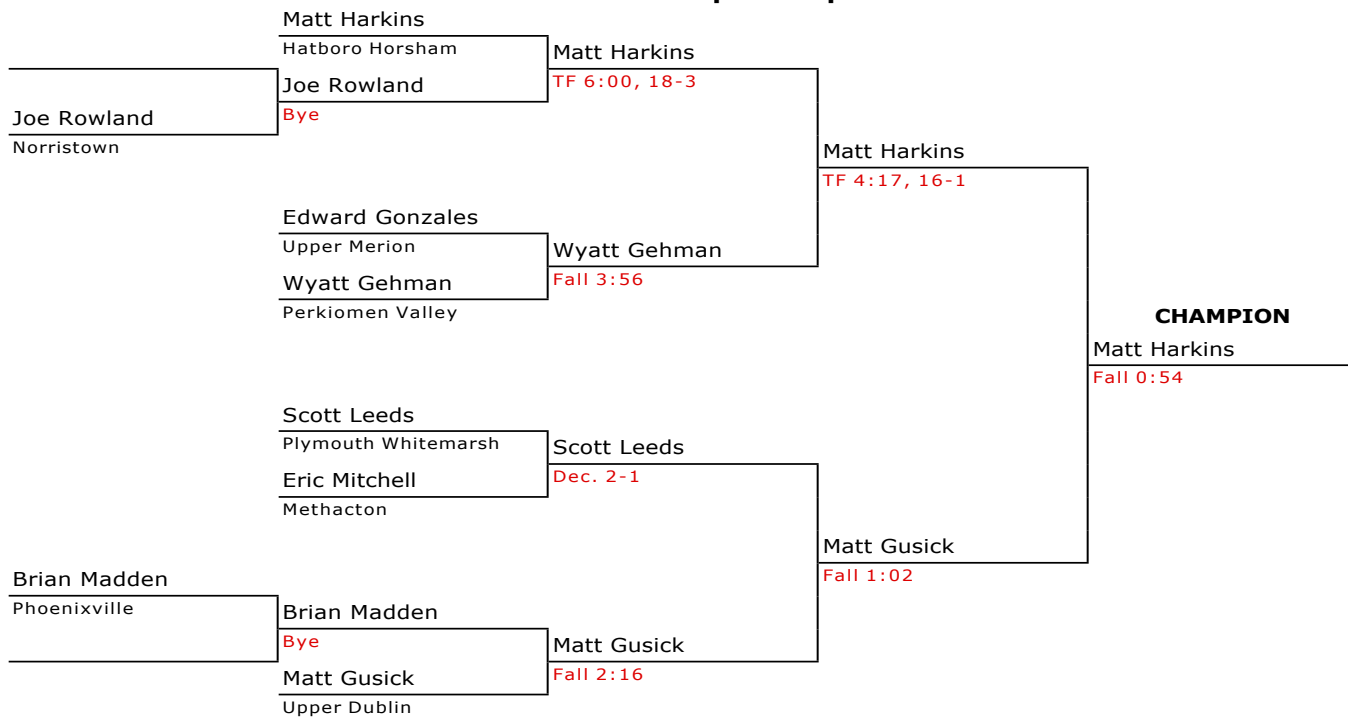 Matt Harkins
Hatboro Horsham
Matt Harkins
TF 6:00, 18-3
Joe Rowland
Bye
Joe Rowland
Norristown
Matt Harkins
TF 4:17, 16-1
Edward Gonzales
Upper Merion
Wyatt Gehman
Fall 3:56
Wyatt Gehman
Perkiomen Valley
CHAMPION
Matt Harkins
Fall 0:54
Scott Leeds
Plymouth Whitemarsh
Scott Leeds
Dec. 2-1
Eric Mitchell
Methacton
Matt Gusick
Fall 1:02
Brian Madden
Phoenixville
Brian Madden
Bye
Matt Gusick
Fall 2:16
Matt Gusick
Upper Dublin